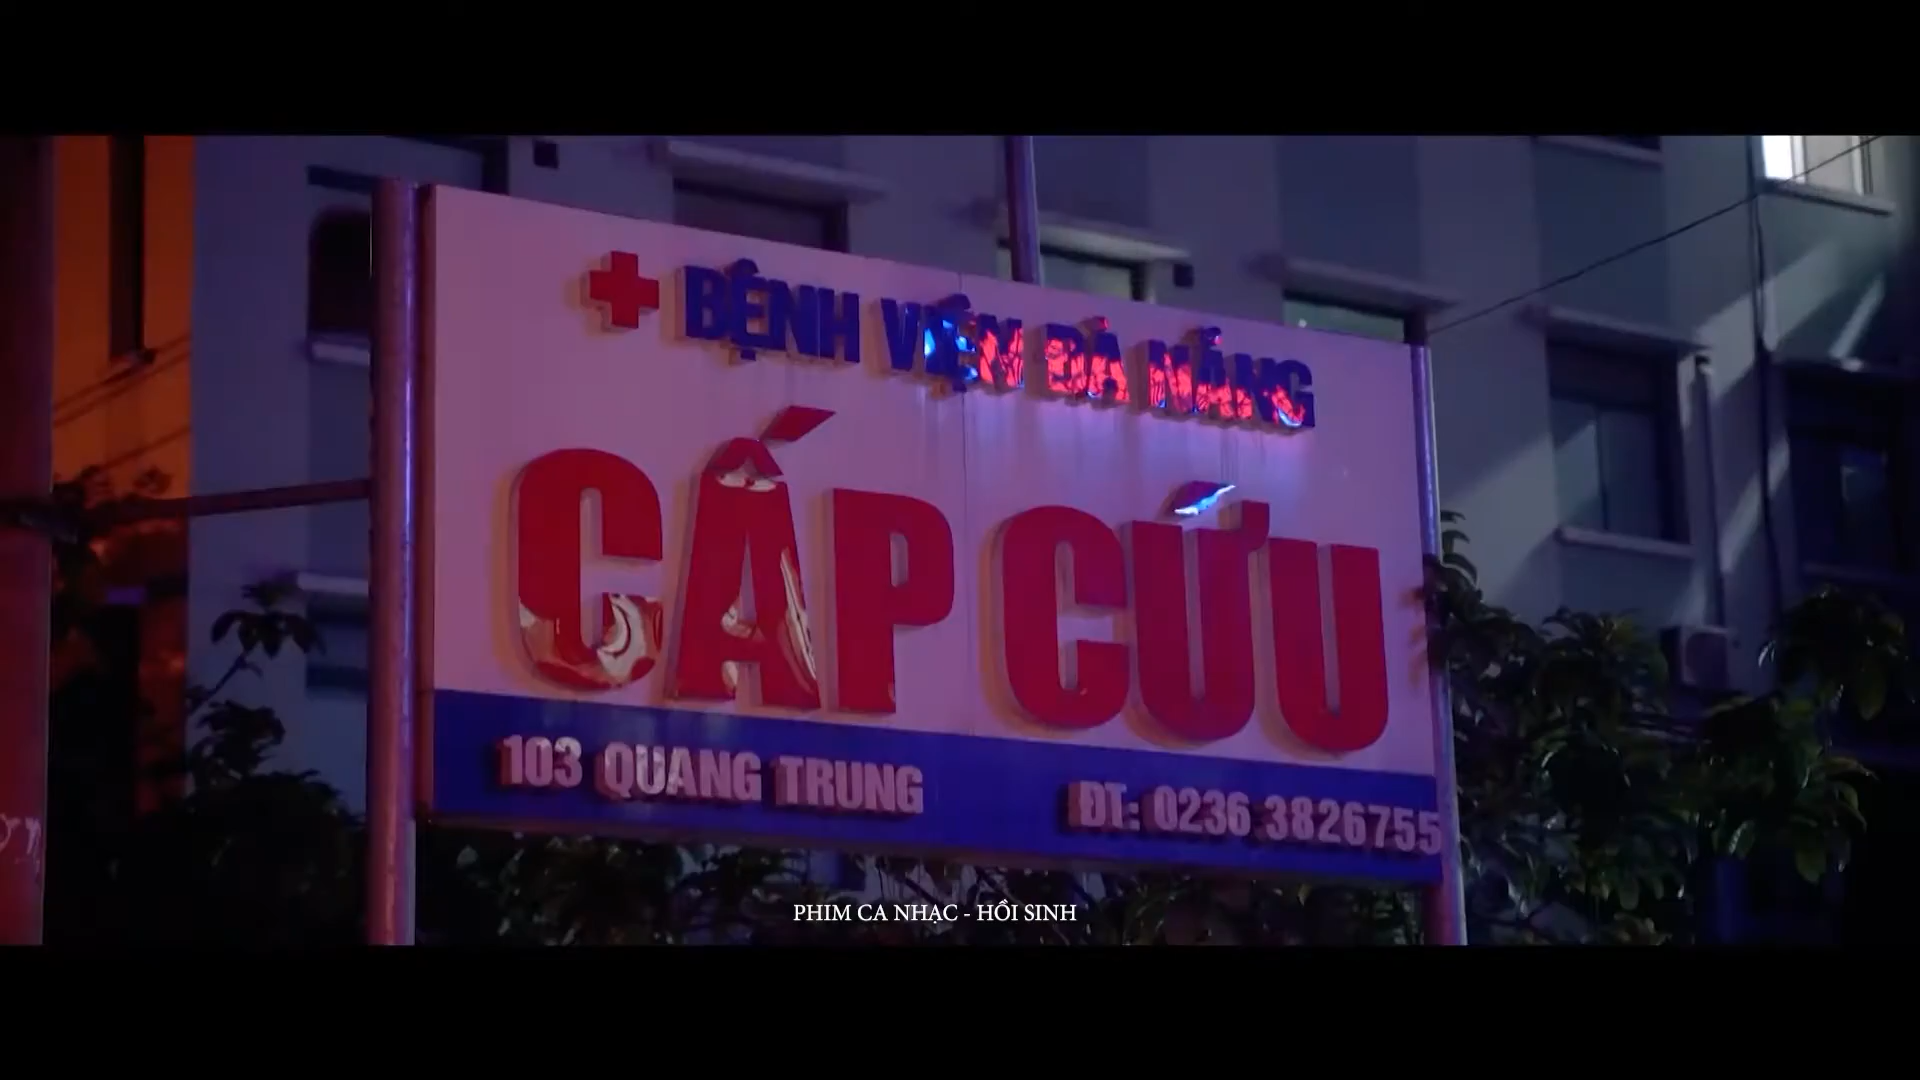 BỆNH VIỆN ĐÀ NẴNG
CẤP CỨU
103 QUANG TRUNG
ĐT: 0236 3826755
PHIM CA NHẠC - HỒI SINH